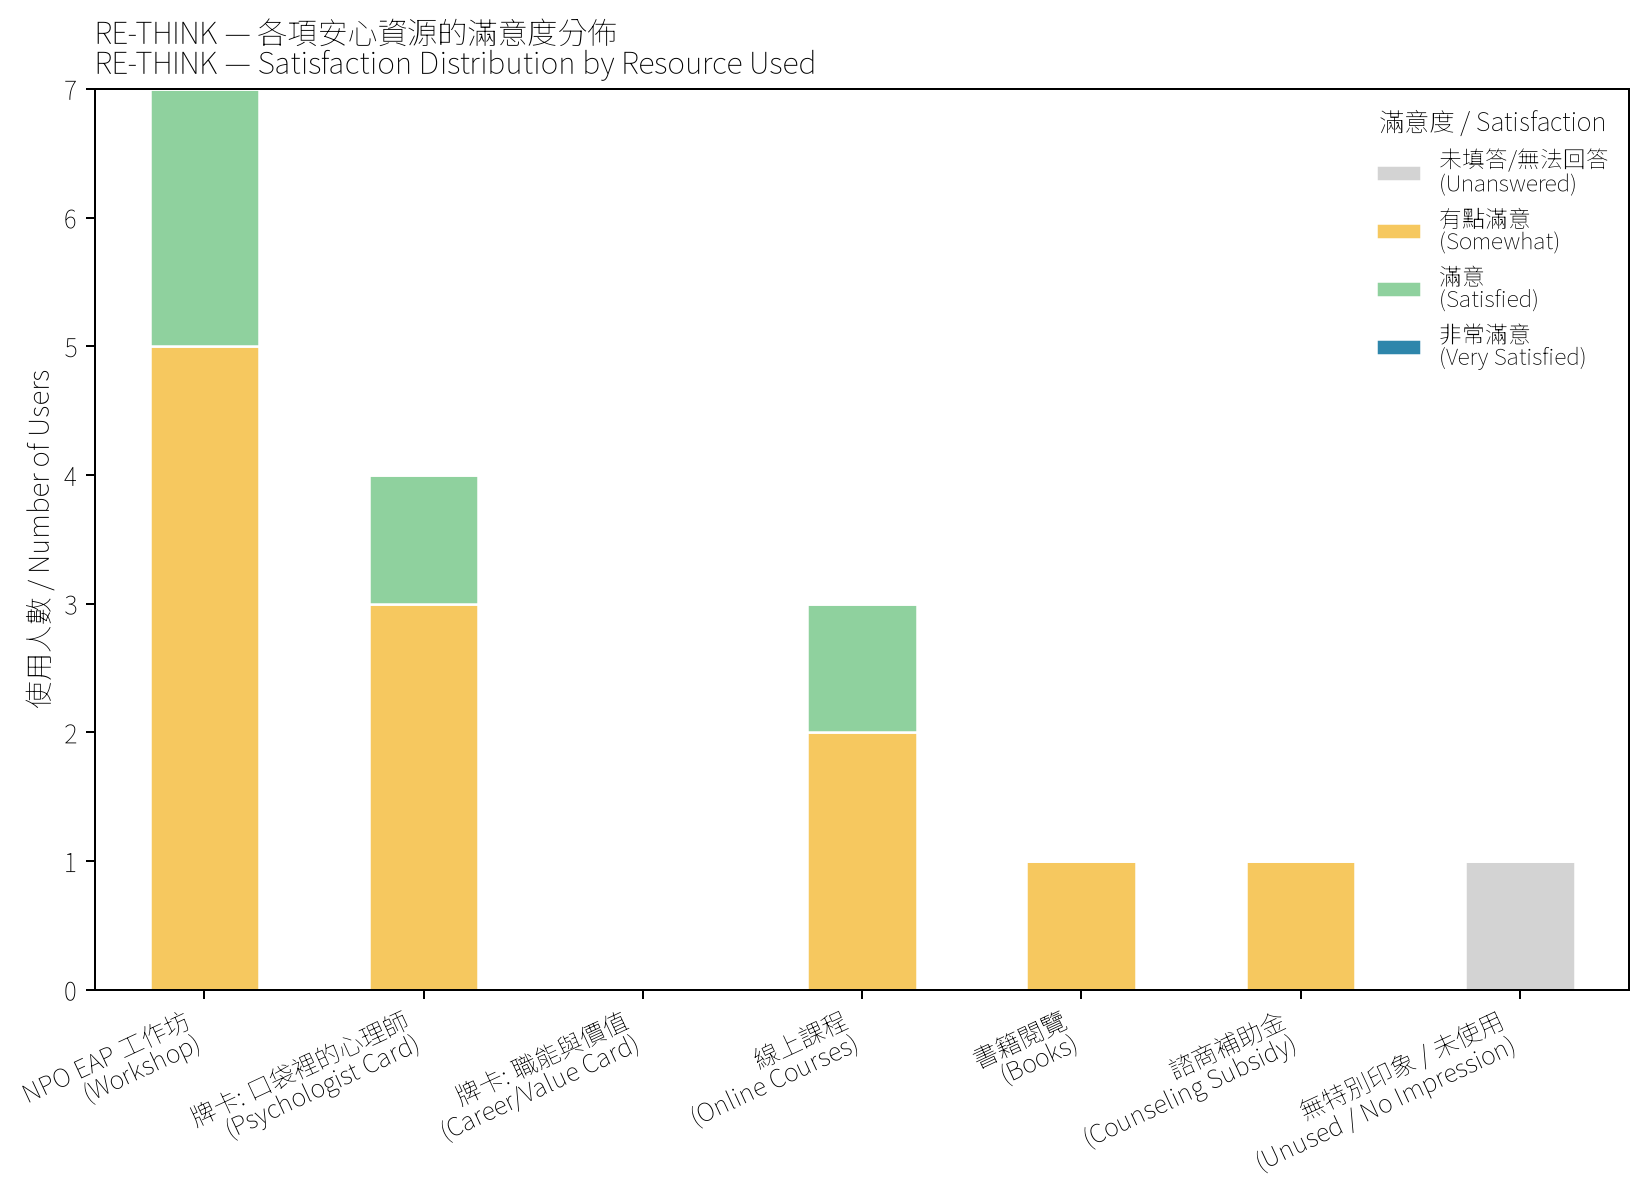 RE-THINK — 各項安心資源的滿意度分佈
RE-THINK — Satisfaction Distribution by Resource Used
滿意度 / Satisfaction
未填答/無法回答
(Unanswered)
有點滿意
(Somewhat)
滿意
(Satisfied)
非常滿意
(Very Satisfied)
使用人數 / Number of Users
7
6
5
4
3
2
1
0
NPO EAP 工作坊
(Workshop)
牌卡: 口袋裡的心理師
(Psychologist Card)
牌卡: 職能與價值
(Career/Value Card)
線上課程
(Online Courses)
書籍閱覽
(Books)
諮商補助金
(Counseling Subsidy)
無特別印象 / 未使用
(Unused / No Impression)